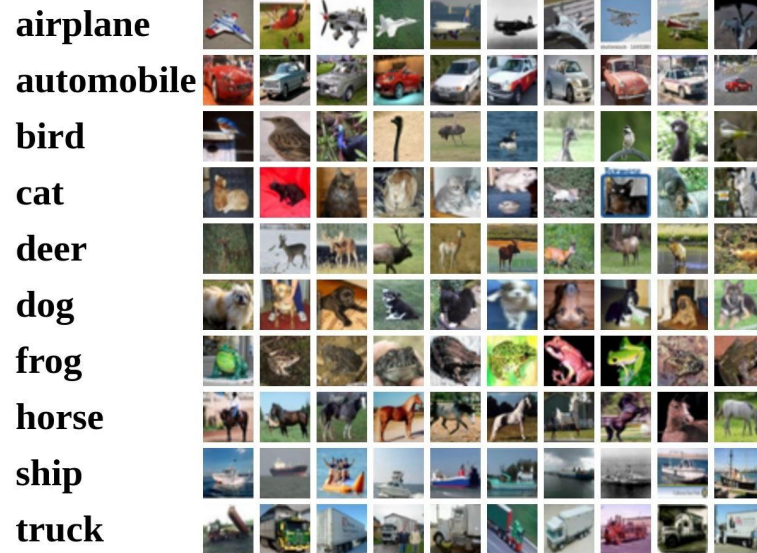 airplane
automobile
bird
cat
deer
dog
frog
horse
ship
truck